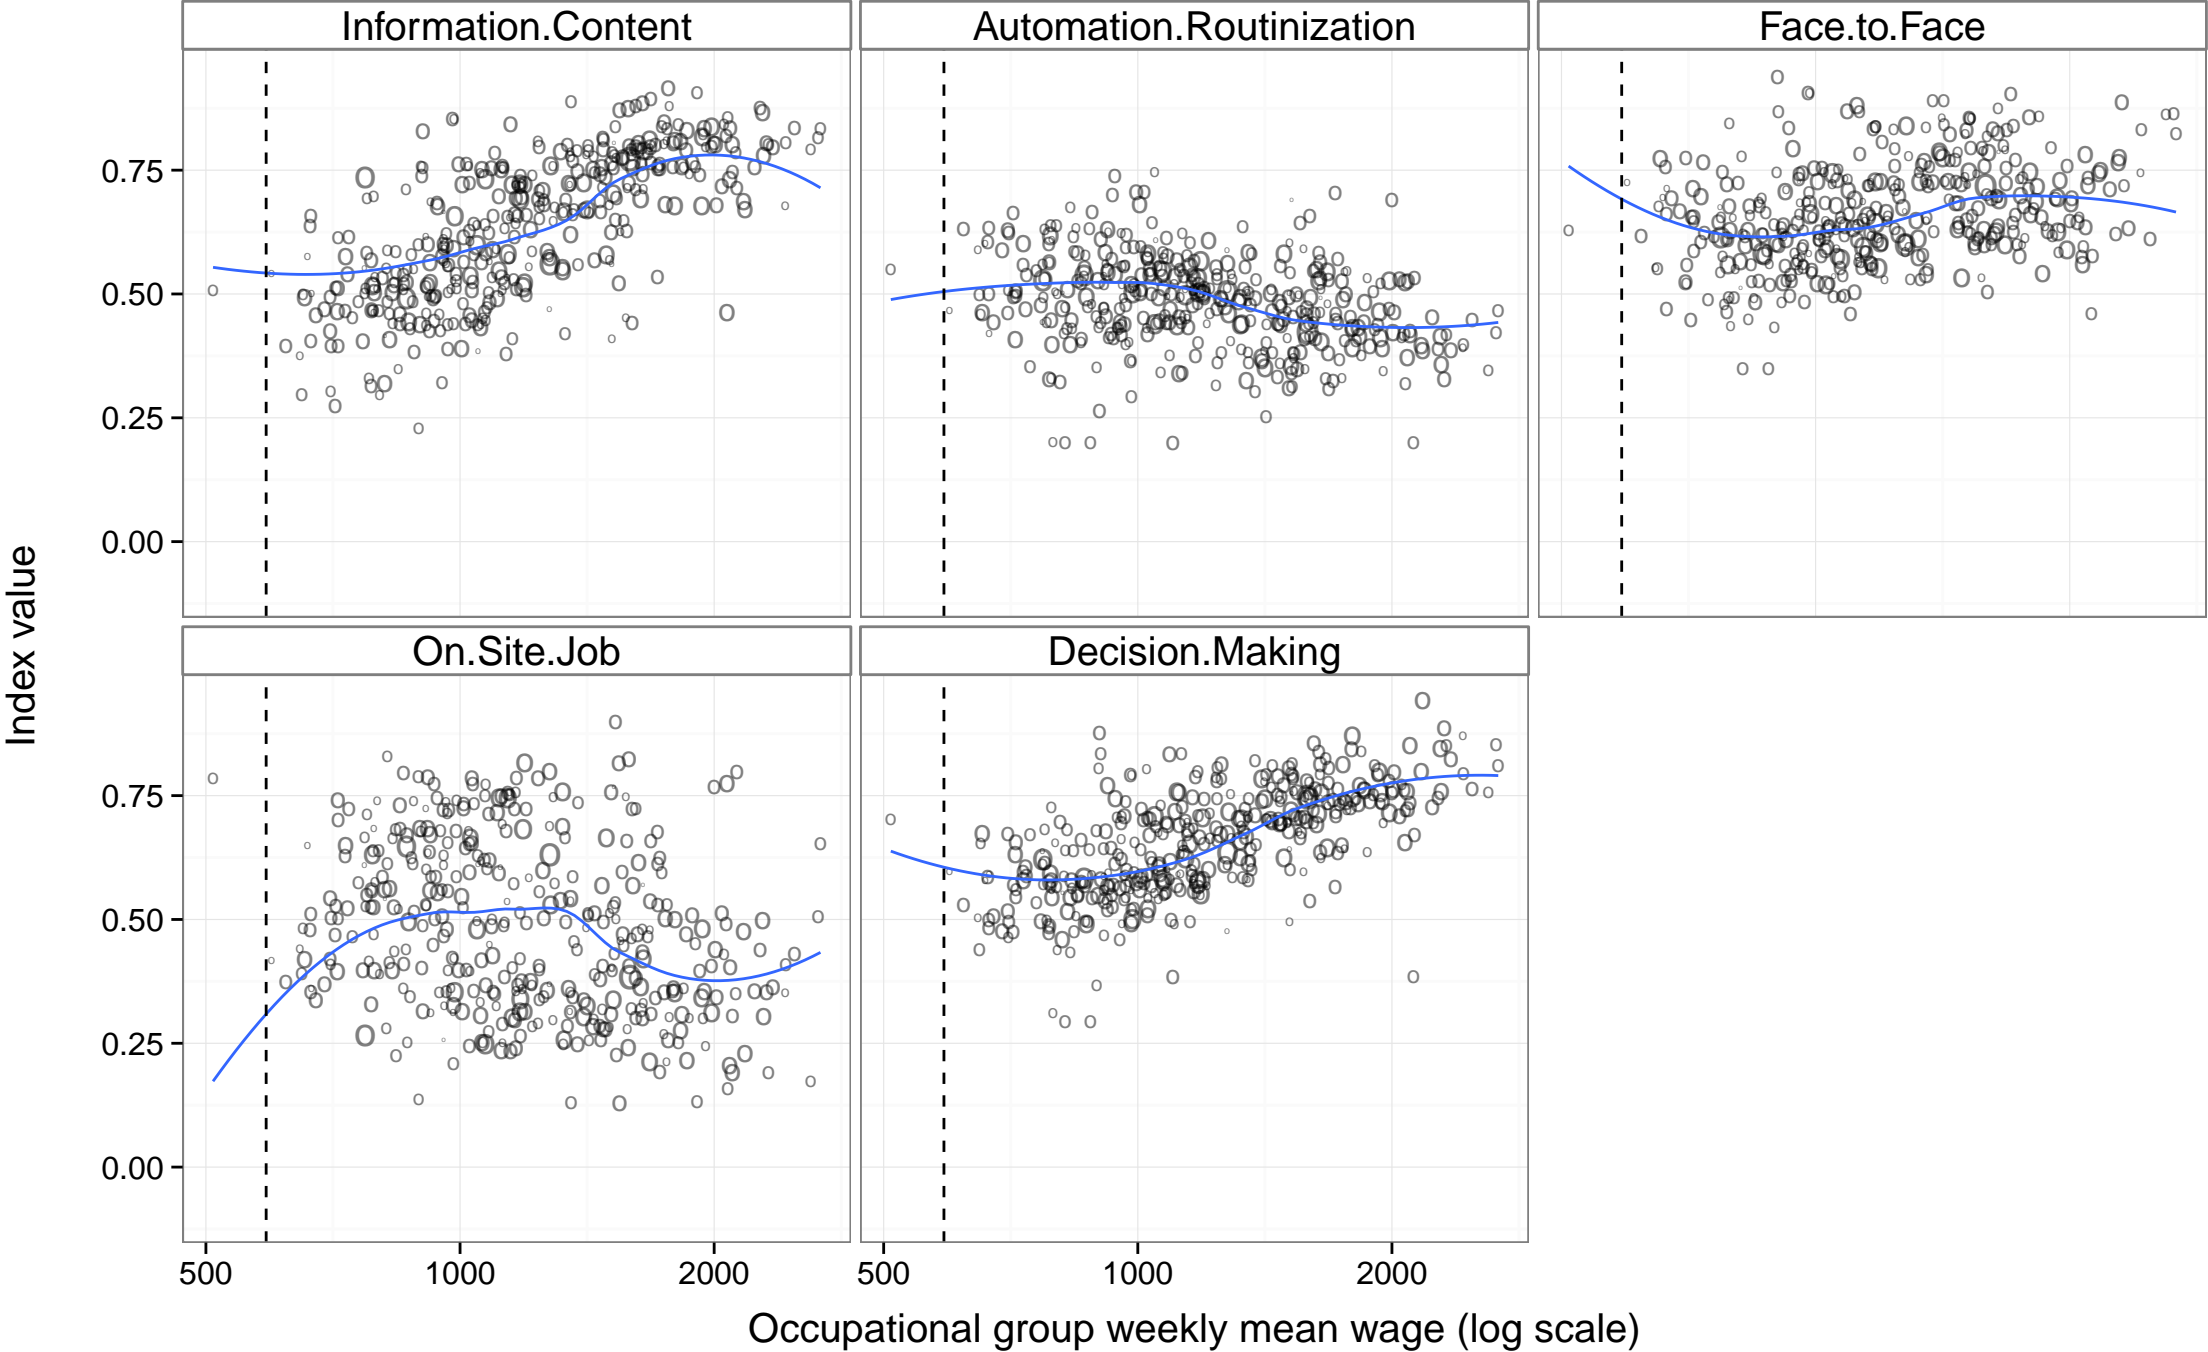 Information.Content
Automation.Routinization
Face.to.Face
0.75
0.50
0.25
0.00
Index value
On.Site.Job
Decision.Making
0.75
0.50
0.25
0.00
500
1000
2000
500
1000
2000
Occupational group weekly mean wage (log scale)